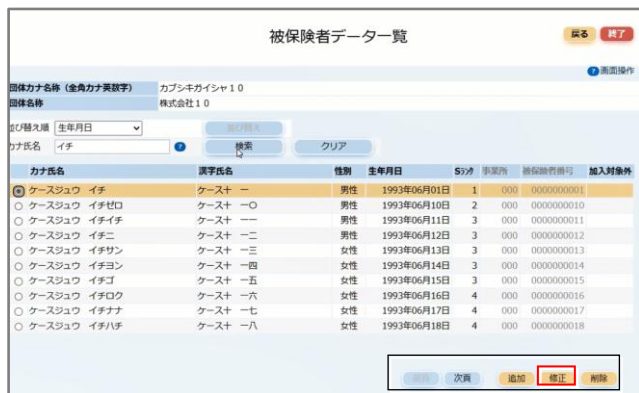 被保険者データ一覧
戻る 終了
?画面操作
団体カナ名称（全角カナ英数字） カブシキガイシャ１０
団体名称 株式会社１０
並び替え順 生年月日 並び替え
カナ氏名 イチ ? 検索 クリア
カナ氏名 漢字氏名 性別 生年月日 Sﾗﾝｸ 事業所 被保険者番号 加入対象外
ケースジュウ イチ ケース十 一 男性 1993年06月01日 1 000 0000000001
ケースジュウ イチゼロ ケース十 一〇 男性 1993年06月10日 2 000 0000000010
ケースジュウ イチイチ ケース十 一一 男性 1993年06月11日 3 000 0000000011
ケースジュウ イチニ ケース十 一二 男性 1993年06月12日 3 000 0000000012
ケースジュウ イチサン ケース十 一三 女性 1993年06月13日 3 000 0000000013
ケースジュウ イチヨン ケース十 一四 女性 1993年06月14日 3 000 0000000014
ケースジュウ イチゴ ケース十 一五 女性 1993年06月15日 3 000 0000000015
ケースジュウ イチロク ケース十 一六 女性 1993年06月16日 4 000 0000000016
ケースジュウ イチナナ ケース十 一七 女性 1993年06月17日 4 000 0000000017
ケースジュウ イチハチ ケース十 一八 女性 1993年06月18日 4 000 0000000018
前頁 次頁 追加 修正 削除